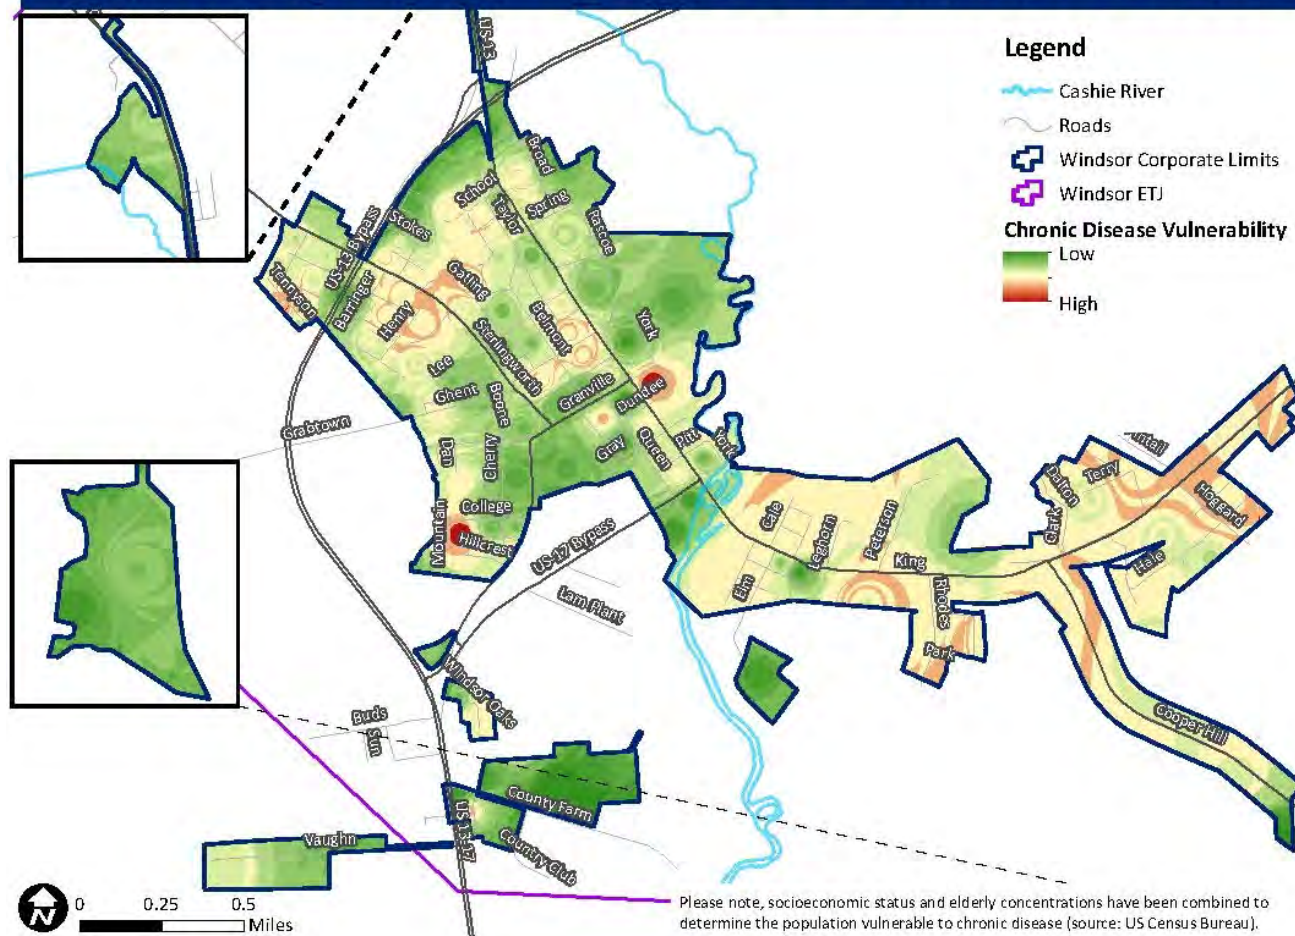 US-13
Legend
Cashie River
Roads
Windsor Corporate Limits
Windsor ETJ
Chronic Disease Vulnerability
Low
High
Broad
School
Taylor
Spring
Rascoe
Stokes
US-13 Bypass
Tennyson
Barringer
Henry
Gatling
Belmont
Sterlingworth
York
Lee
Ghent
Boone
Granville
Dundee
Grabtown
Dan
Cherry
Gray
Queen
Pitt
York
College
Mountain
Hillcrest
US-17 Bypass
Lam Plant
Cale
Leghorn
Peterson
King
Elm
Rhodes
Park
Clark
Dalton
Terry
intail
Hoggard
Hale
Cooper Hill
Windsor Oaks
Buds
Sun
County Farm
US 13-17
Country Club
Vaughn
N
0 0.25 0.5
Miles
Please note, socioeconomic status and elderly concentrations have been combined to
determine the population vulnerable to chronic disease (source: US Census Bureau).